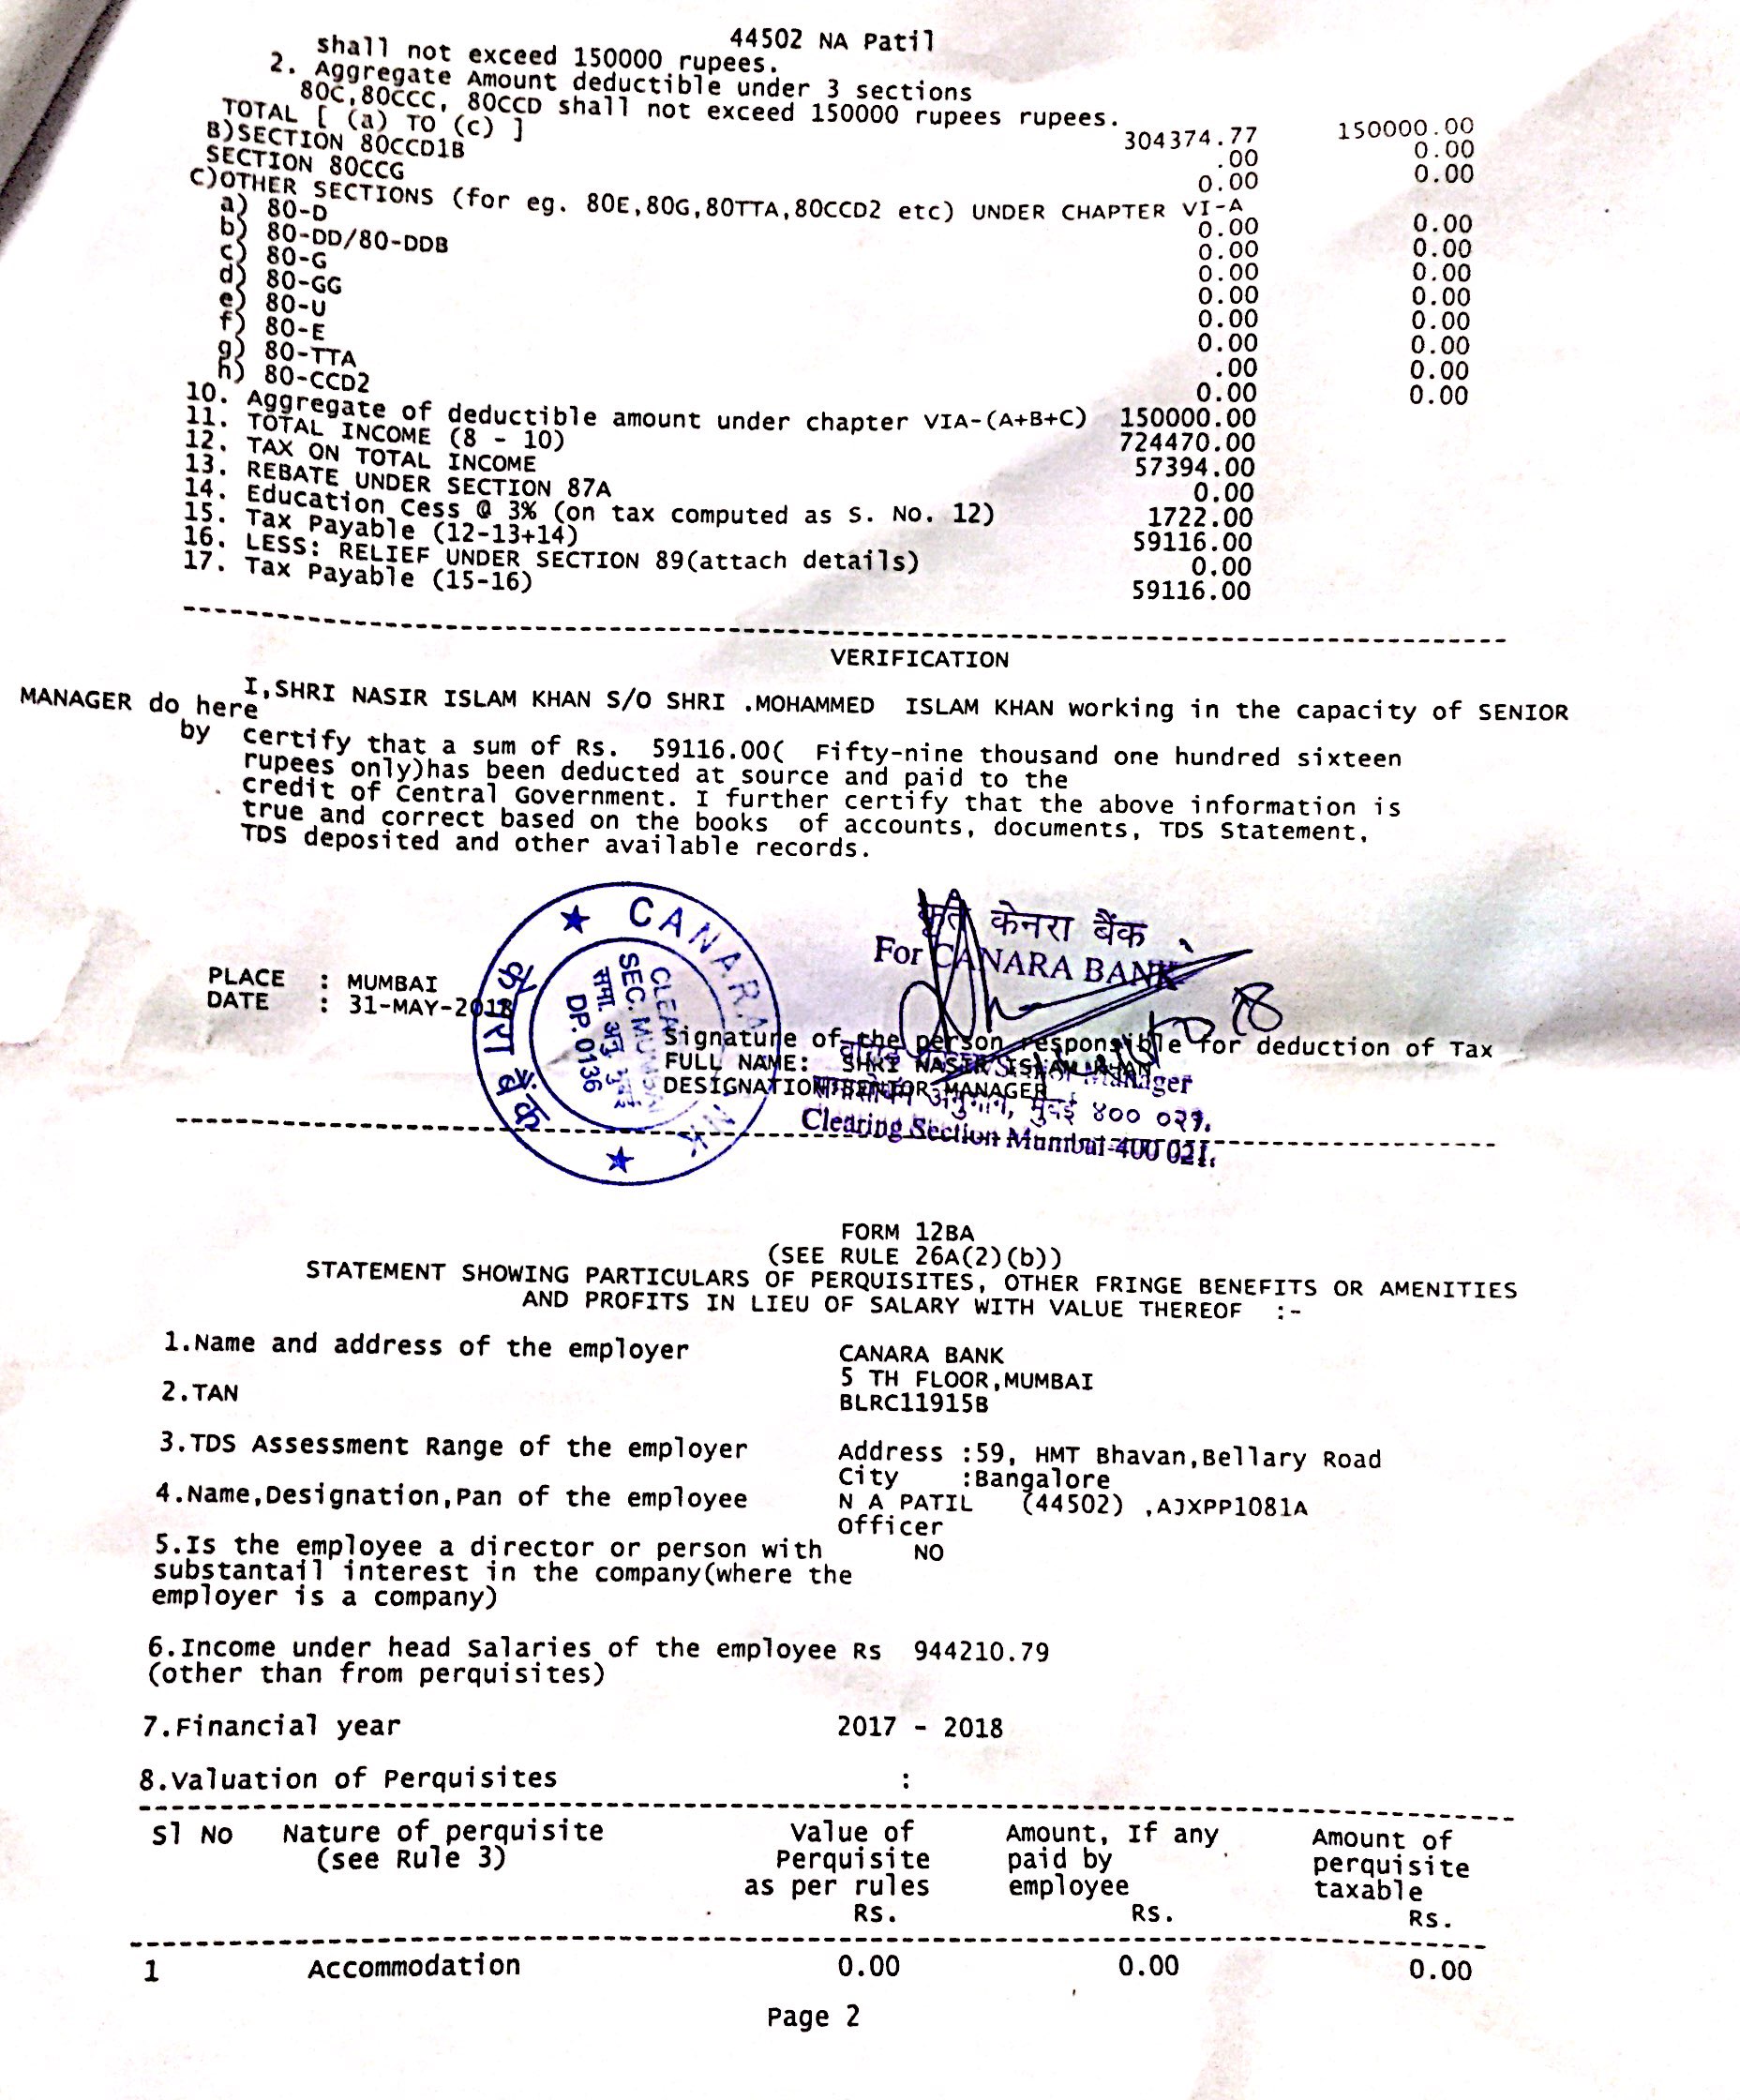 44502 NA Patil
shall not exceed 150000 rupees.
2. Aggregate Amount deductible under 3 sections
80C,80CCC, 80CCD shall not exceed 150000 rupees rupees.
TOTAL [ (a) TO (c) ] 304374.77 150000.00
B)SECTION 80CCD1B .00 0.00
SECTION 80CCG 0.00 0.00
C)OTHER SECTIONS (for eg. 80E,80G,80TTA,80CCD2 etc) UNDER CHAPTER VI-A
a) 80-D 0.00 0.00
b) 80-DD/80-DDB 0.00 0.00
c) 80-G 0.00 0.00
d) 80-GG 0.00 0.00
e) 80-U 0.00 0.00
f) 80-E 0.00 0.00
g) 80-TTA .00 0.00
h) 80-CCD2 0.00 0.00
10. Aggregate of deductible amount under chapter VIA-(A+B+C) 150000.00
11. TOTAL INCOME (8 - 10) 724470.00
12. TAX ON TOTAL INCOME 57394.00
13. REBATE UNDER SECTION 87A 0.00
14. Education Cess @ 3% (on tax computed as S. No. 12) 1722.00
15. Tax Payable (12-13+14) 59116.00
16. LESS: RELIEF UNDER SECTION 89(attach details) 0.00
17. Tax Payable (15-16) 59116.00
VERIFICATION
I,SHRI NASIR ISLAM KHAN S/O SHRI .MOHAMMED ISLAM KHAN working in the capacity of SENIOR
MANAGER do here
by certify that a sum of Rs. 59116.00( Fifty-nine thousand one hundred sixteen
rupees only)has been deducted at source and paid to the
credit of Central Government. I further certify that the above information is
true and correct based on the books of accounts, documents, TDS Statement,
TDS deposited and other available records.
CANARA BANK
केनरा बैंक
CLEA
SEC. MUMBAI
DP. 0136
कृते केनरा बैंक
For CANARA BANK
PLACE : MUMBAI
DATE : 31-MAY-2018
Signature of the person responsible for deduction of Tax
FULL NAME: SHRI NASIR ISLAM KHAN
DESIGNATION:SENIOR MANAGER
Manager
अनुभाग, मुंबई ४०० ०२१.
Clearing Section Mumbai-400 021.
FORM 12BA
(SEE RULE 26A(2)(b))
STATEMENT SHOWING PARTICULARS OF PERQUISITES, OTHER FRINGE BENEFITS OR AMENITIES
AND PROFITS IN LIEU OF SALARY WITH VALUE THEREOF :-
1.Name and address of the employer CANARA BANK
5 TH FLOOR,MUMBAI
2.TAN BLRC11915B
3.TDS Assessment Range of the employer Address :59, HMT Bhavan,Bellary Road
City :Bangalore
4.Name,Designation,Pan of the employee N A PATIL (44502) ,AJXPP1081A
Officer
5.Is the employee a director or person with NO
substantail interest in the company(where the
employer is a company)
6.Income under head Salaries of the employee Rs 944210.79
(other than from perquisites)
7.Financial year 2017 - 2018
8.Valuation of Perquisites :
Sl No Nature of perquisite Value of Amount, If any Amount of
(see Rule 3) Perquisite paid by perquisite
as per rules employee taxable
Rs. Rs. Rs.
1 Accommodation 0.00 0.00 0.00
Page 2